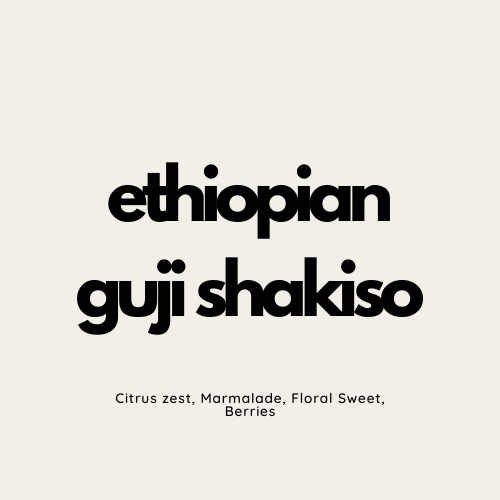 ethiopian
guji shakiso
Citrus zest, Marmalade, Floral Sweet,
Berries